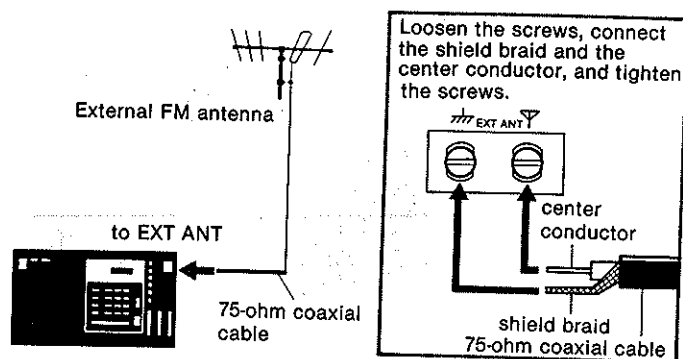 External FM antenna
to EXT ANT
75-ohm coaxial
cable
Loosen the screws, connect
the shield braid and the
center conductor, and tighten
the screws.
EXT ANT
center
conductor
shield braid
75-ohm coaxial cable